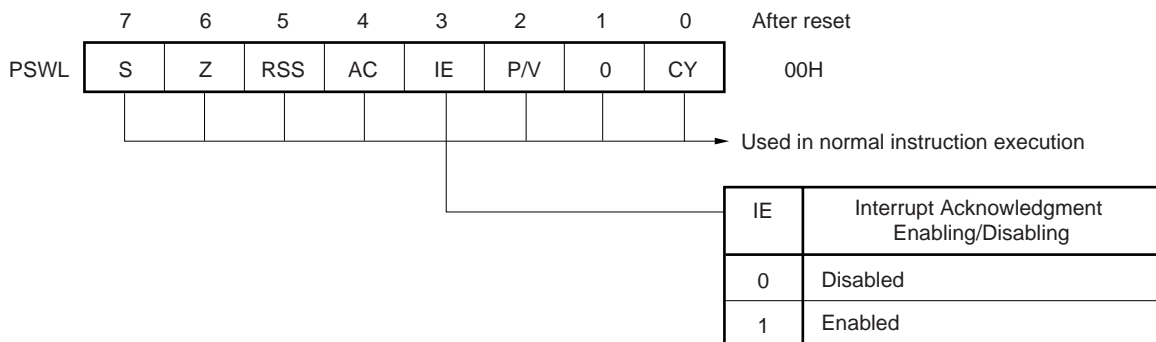 7 6 5 4 3 2 1 0 After reset
PSWL S Z RSS AC IE P/V 0 CY 00H
Used in normal instruction execution
IE Interrupt Acknowledgment
Enabling/Disabling
0 Disabled
1 Enabled